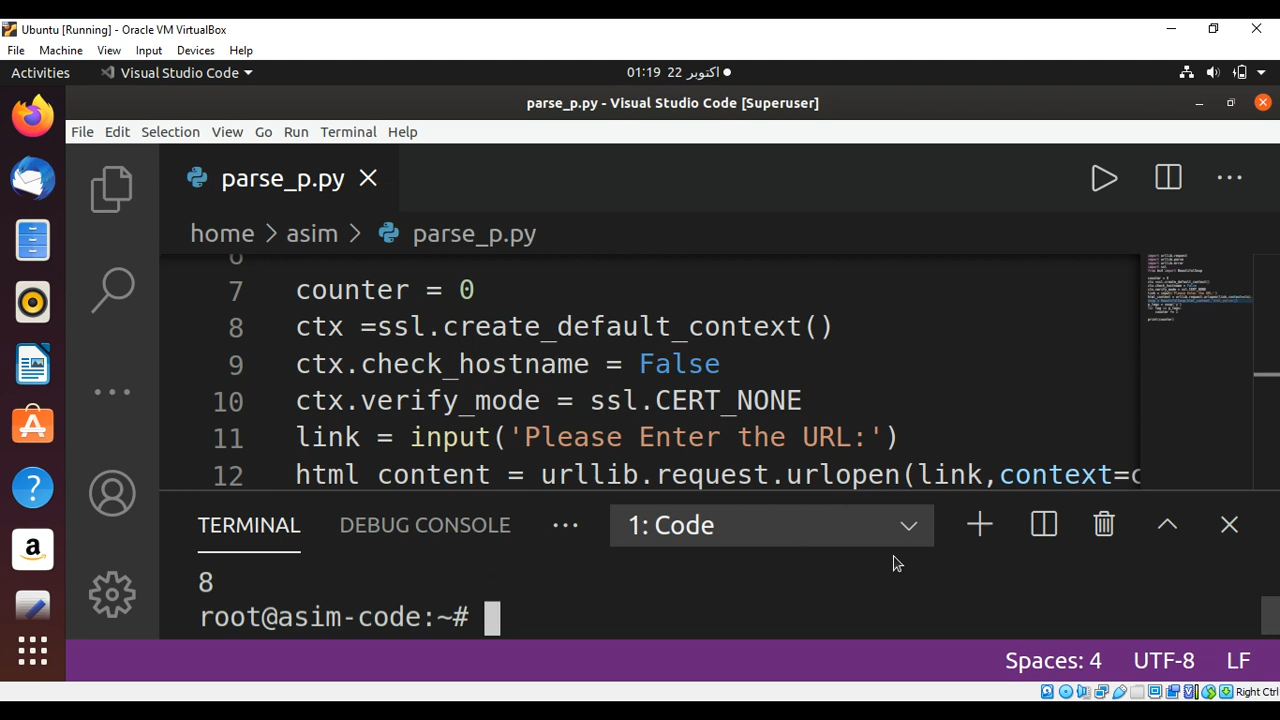 Ubuntu [Running] - Oracle VM VirtualBox
File Machine View Input Devices Help
Activities Visual Studio Code 01:19 22 اكتوبر
parse_p.py - Visual Studio Code [Superuser]
File Edit Selection View Go Run Terminal Help
parse_p.py
home > asim > parse_p.py
6
7 counter = 0
8 ctx =ssl.create_default_context()
9 ctx.check_hostname = False
10 ctx.verify_mode = ssl.CERT_NONE
11 link = input('Please Enter the URL:')
12 html content = urllib.request.urlopen(link,context=c
TERMINAL DEBUG CONSOLE ... 1: Code
8
root@asim-code:~#
Spaces: 4 UTF-8 LF
Right Ctrl